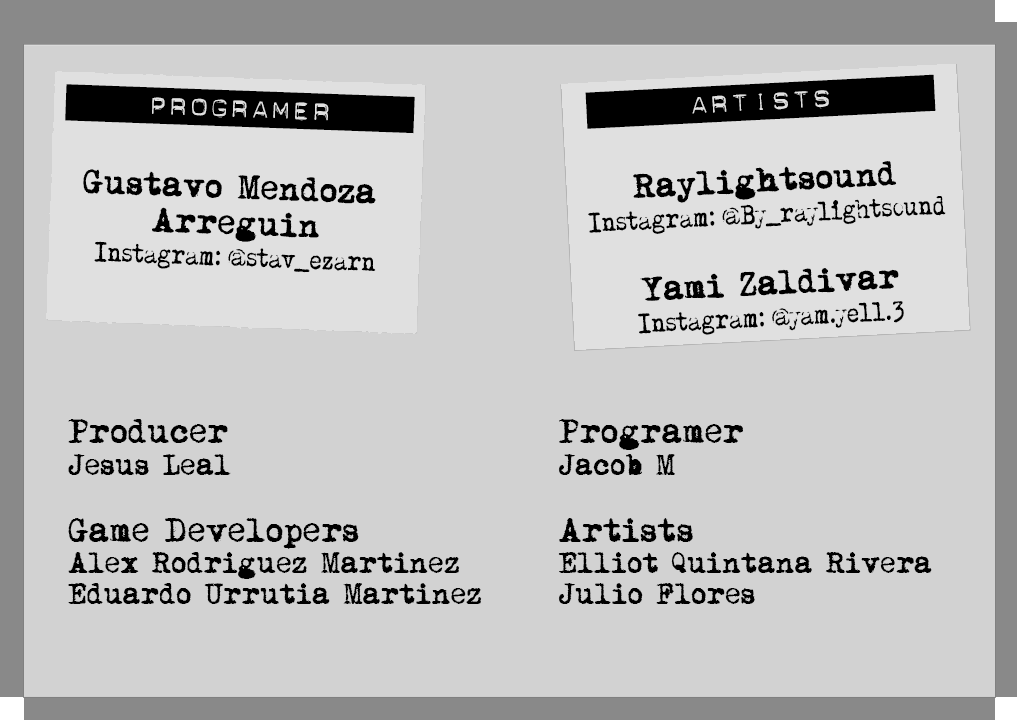 PROGRAMER
Gustavo Mendoza
Arreguin
Instagram: @stav_ezarn
ARTISTS
Raylightsound
Instagram: @By_raylightsound
Yami Zaldivar
Instagram: @yam.yell.3
Producer
Jesus Leal
Game Developers
Alex Rodriguez Martinez
Eduardo Urrutia Martinez
Programer
Jacob M
Artists
Elliot Quintana Rivera
Julio Flores